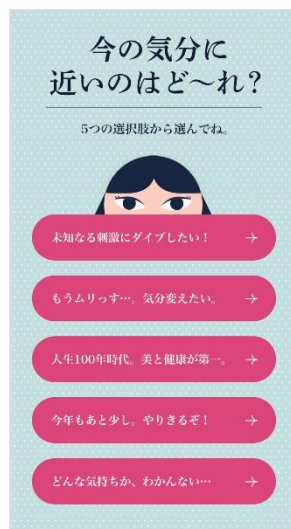 今の気分に
近いのはど〜れ？
5つの選択肢から選んでね。
未知なる刺激にダイブしたい！
もうムリっす…。気分変えたい。
人生100年時代。美と健康が第一。
今年もあと少し。やりきるぞ！
どんな気持ちか、わかんない…